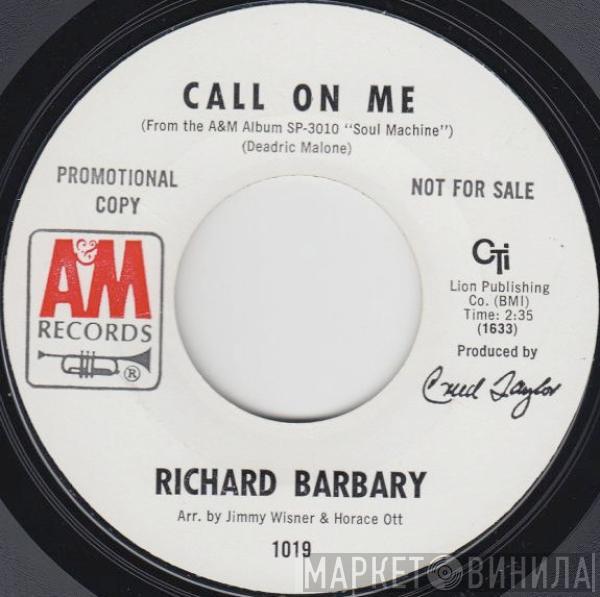 CALL ON ME
(From the A&M Album SP-3010 "Soul Machine")
(Deadric Malone)
PROMOTIONAL
COPY
NOT FOR SALE
A&M
RECORDS
®
CTi
Lion Publishing
Co. (BMI)
Time: 2:35
(1633)
Produced by
Creed Taylor
RICHARD BARBARY
Arr. by Jimmy Wisner & Horace Ott
1019
МАРКЕТ ВИНИЛА